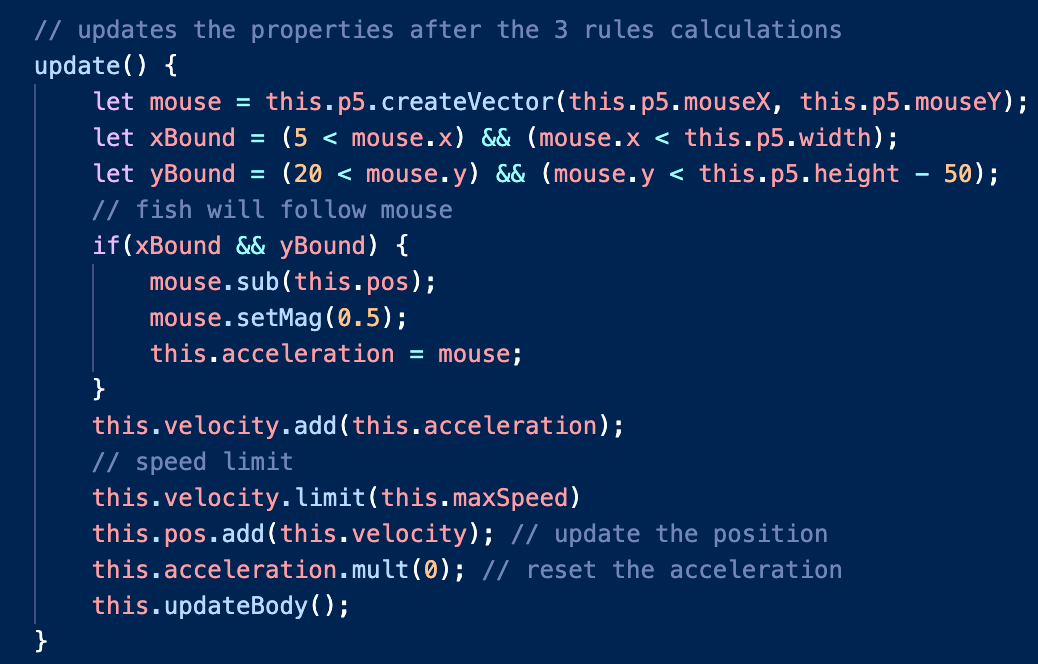 // updates the properties after the 3 rules calculations
update() {
    let mouse = this.p5.createVector(this.p5.mouseX, this.p5.mouseY);
    let xBound = (5 < mouse.x) && (mouse.x < this.p5.width);
    let yBound = (20 < mouse.y) && (mouse.y < this.p5.height - 50);
    // fish will follow mouse
    if(xBound && yBound) {
        mouse.sub(this.pos);
        mouse.setMag(0.5);
        this.acceleration = mouse;
    }
    this.velocity.add(this.acceleration);
    // speed limit
    this.velocity.limit(this.maxSpeed)
    this.pos.add(this.velocity); // update the position
    this.acceleration.mult(0); // reset the acceleration
    this.updateBody();
}